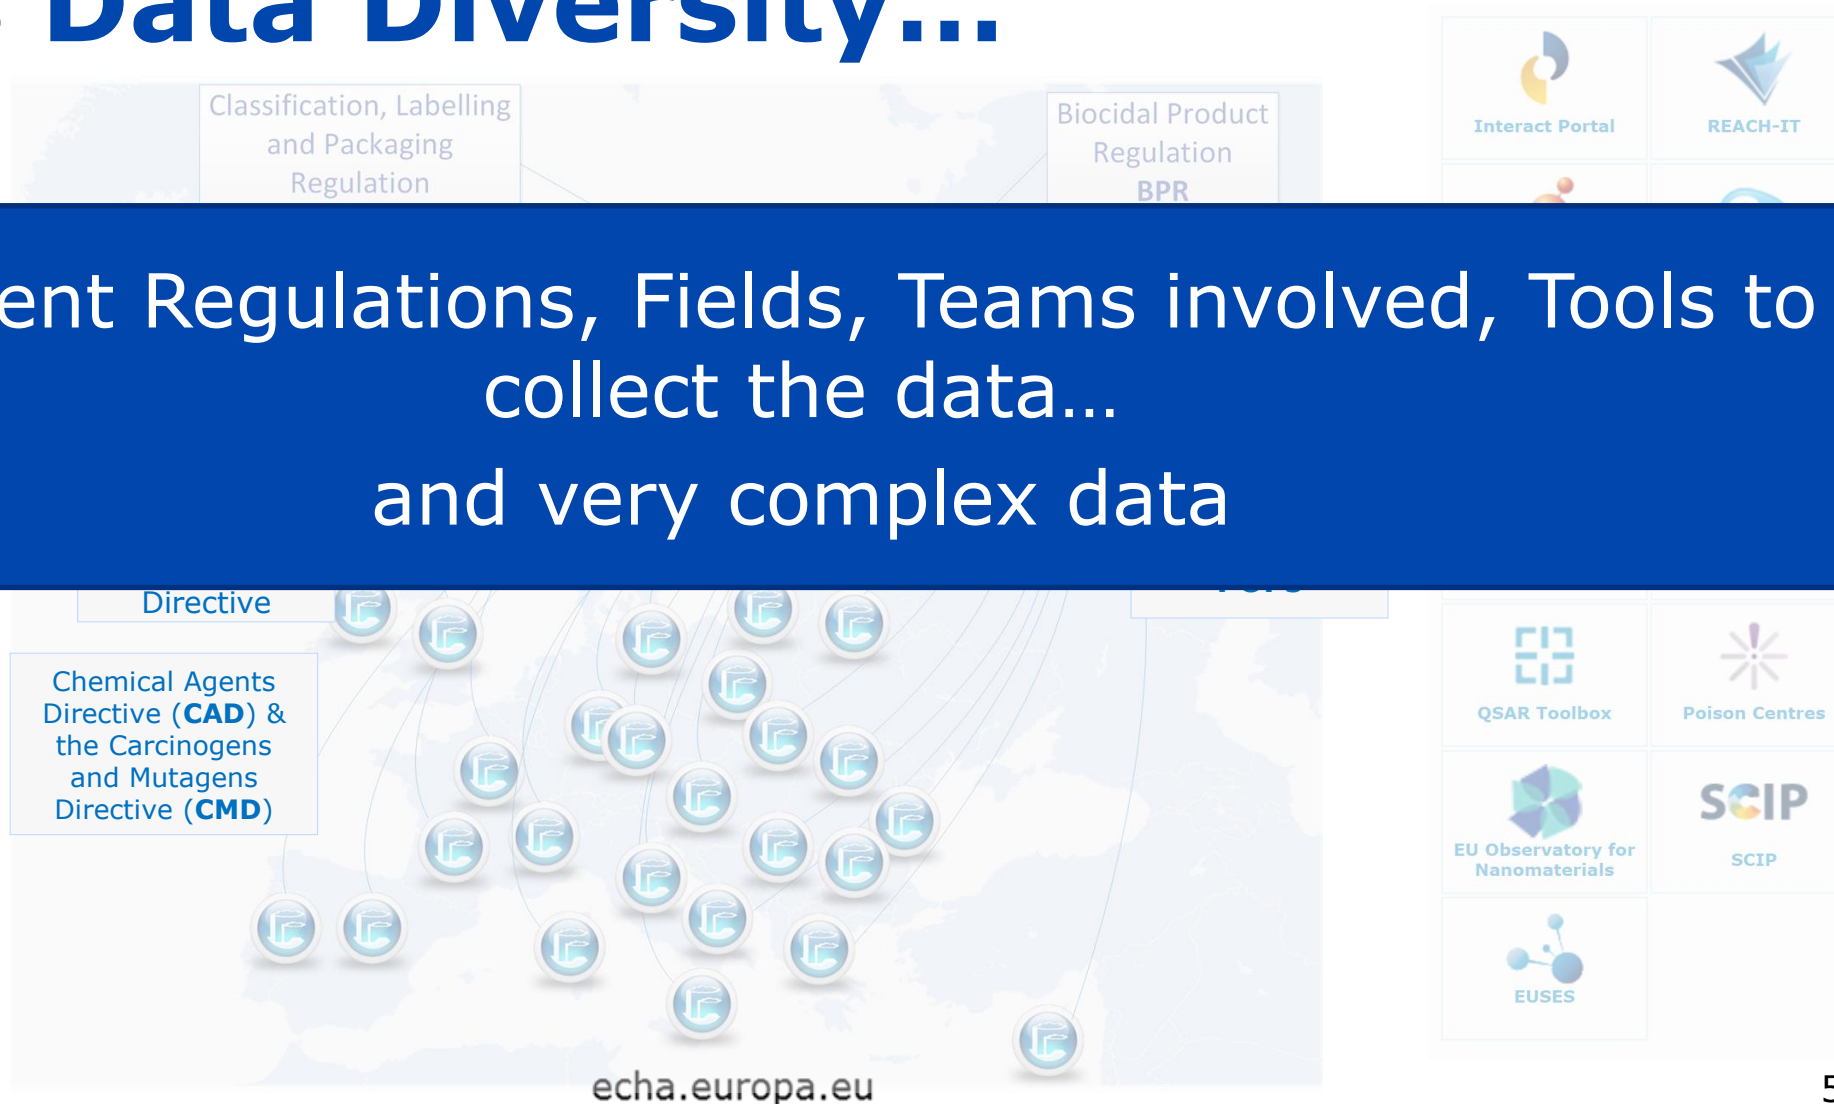 Data Diversity...
Classification, Labelling
and Packaging
Regulation
Biocidal Product
Regulation
BPR
Interact Portal
REACH-IT
ent Regulations, Fields, Teams involved, Tools to
collect the data...
and very complex data
Directive
Chemical Agents
Directive (CAD) &
the Carcinogens
and Mutagens
Directive (CMD)
QSAR Toolbox
Poison Centres
EU Observatory for
Nanomaterials
SCIP
SCIP
EUSES
echa.europa.eu
5